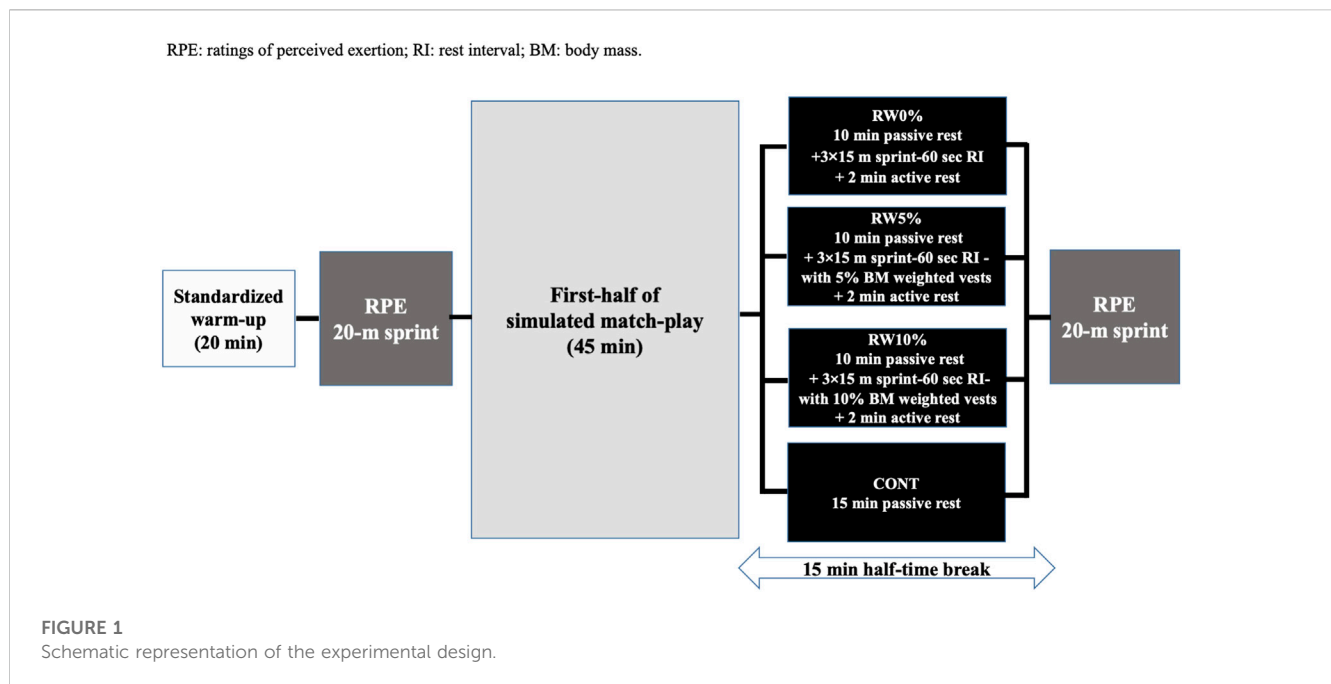 RPE: ratings of perceived exertion; RI: rest interval; BM: body mass.
Standardized
warm-up
(20 min)
RPE
20-m sprint
First-half of
simulated match-play
(45 min)
RW0%
10 min passive rest
+3×15 m sprint-60 sec RI
+ 2 min active rest
RW5%
10 min passive rest
+ 3×15 m sprint-60 sec RI -
with 5% BM weighted vests
+ 2 min active rest
RW10%
10 min passive rest
+ 3×15 m sprint-60 sec RI-
with 10% BM weighted vests
+ 2 min active rest
CONT
15 min passive rest
RPE
20-m sprint
15 min half-time break
FIGURE 1
Schematic representation of the experimental design.